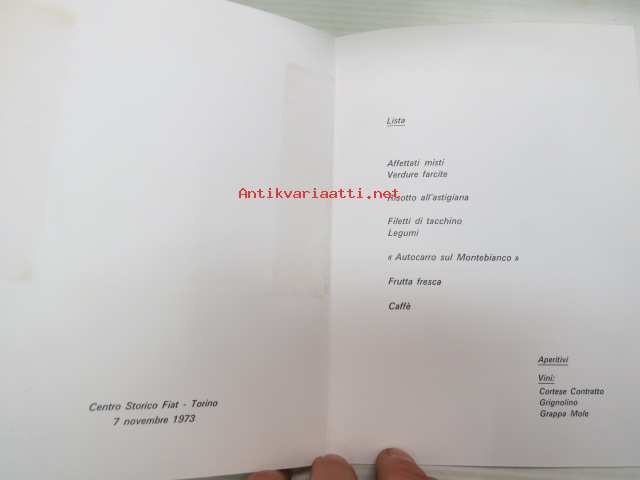 Centro Storico Fiat - Torino
7 novembre 1973
Lista
Affettati misti
Verdure farcite
Antikvariaatti.net
Risotto all'astigiana
Filetti di tacchino
Legumi
« Autocarro sul Montebianco »
Frutta fresca
Caffè
Aperitivi
Vini:
Cortese Contratto
Grignolino
Grappa Mole